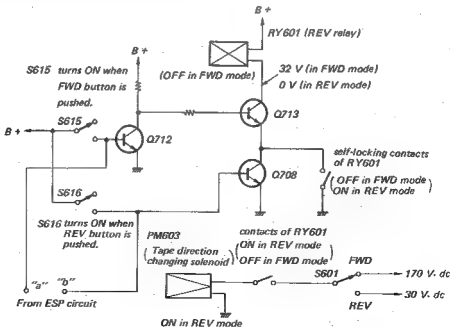 B+
RY601 (REV relay)
B+
(OFF in FWD mode)
32 V (in FWD mode)
0 V (in REV mode)
S615 turns ON when
FWD button is
pushed.
Q713
S615
B+
Q712
self-locking contacts
of RY601
(OFF in FWD mode
ON in REV mode)
Q708
S616
S616 turns ON when
REV button is
pushed.
PM603
(Tape direction
changing solenoid)
contacts of RY601
(ON in REV mode
OFF in FWD mode)
S601
FWD
170 V- dc
REV
30 V- dc
"a" "b"
From ESP circuit
ON in REV mode